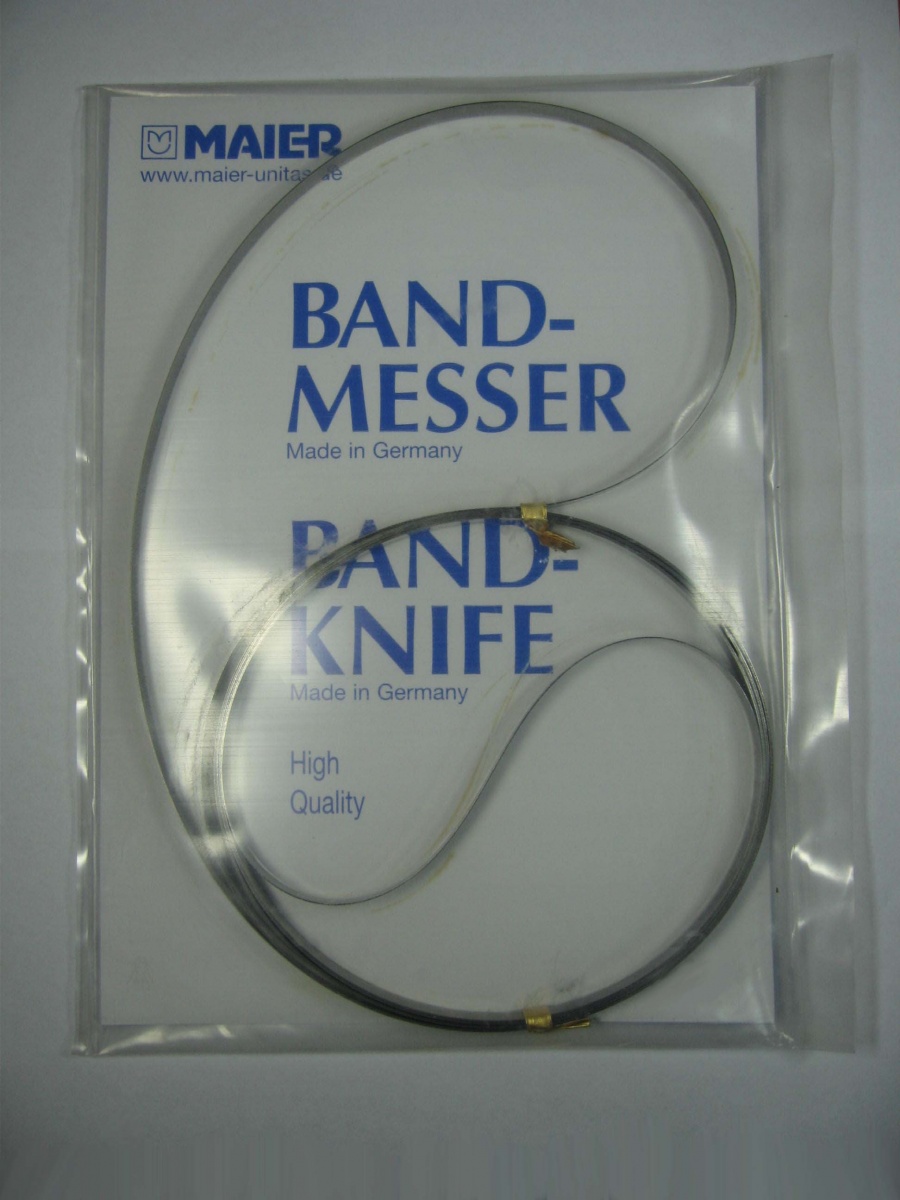 MAIER
www.maier-unitas.de
BAND-
MESSER
Made in Germany
BAND-
KNIFE
Made in Germany
High
Quality